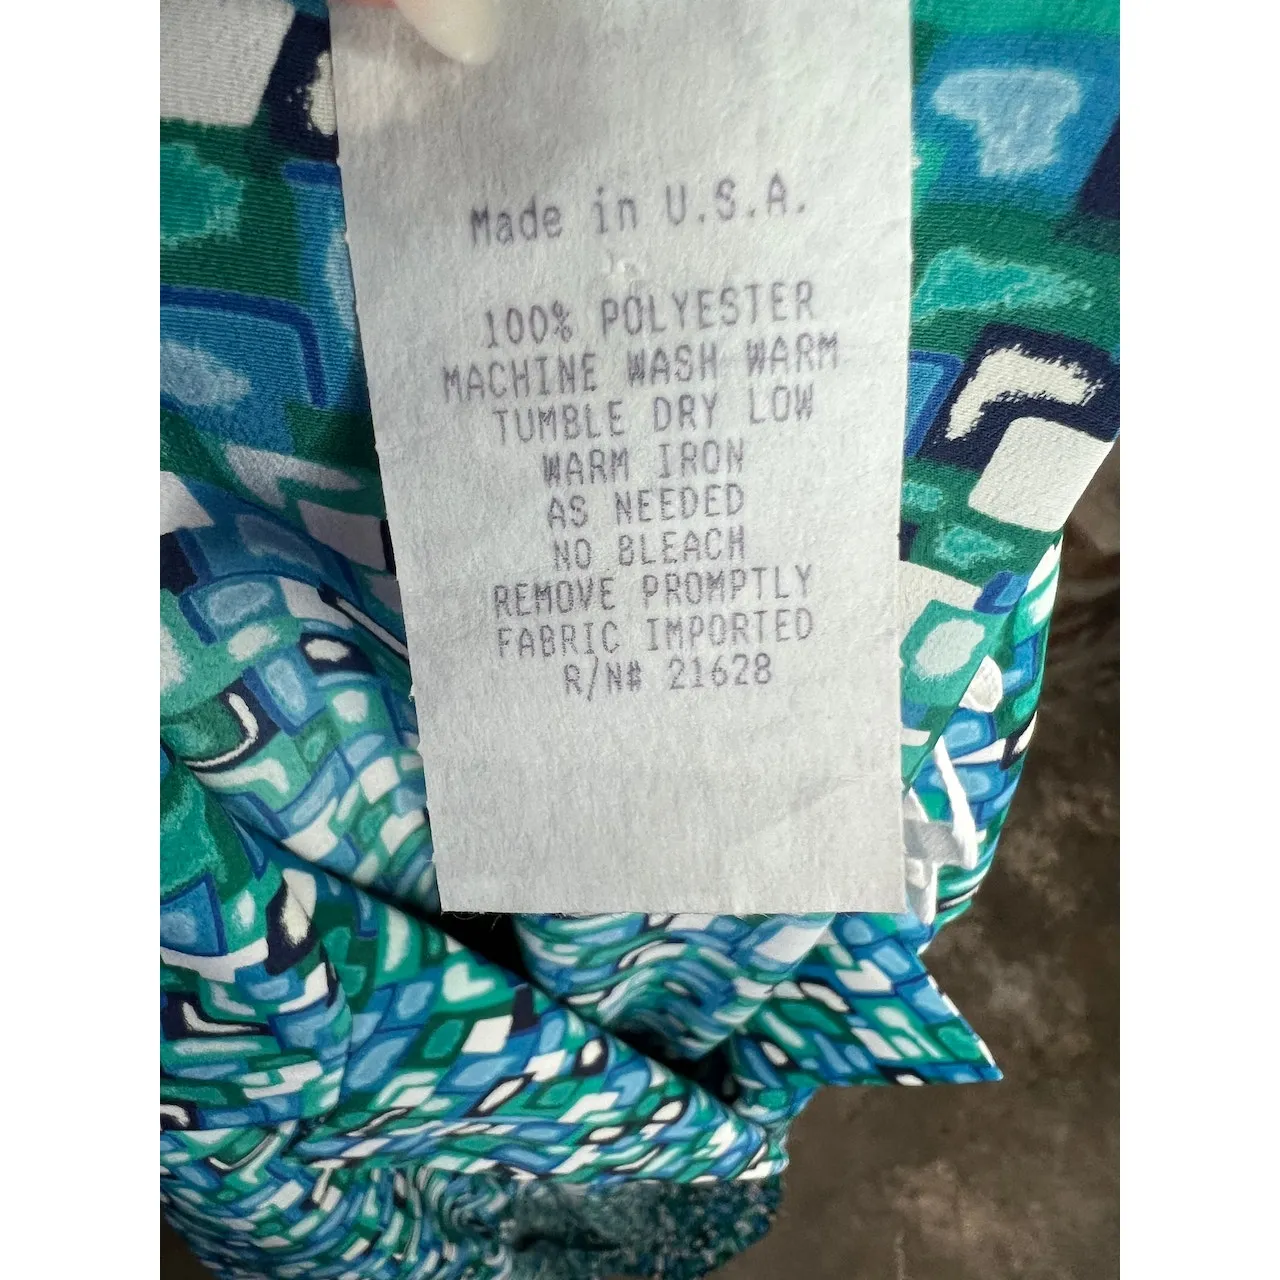 Made in U.S.A.
100% POLYESTER
MACHINE WASH WARM
TUMBLE DRY LOW
WARM IRON
AS NEEDED
NO BLEACH
REMOVE PROMPTLY
FABRIC IMPORTED
R/N# 21628